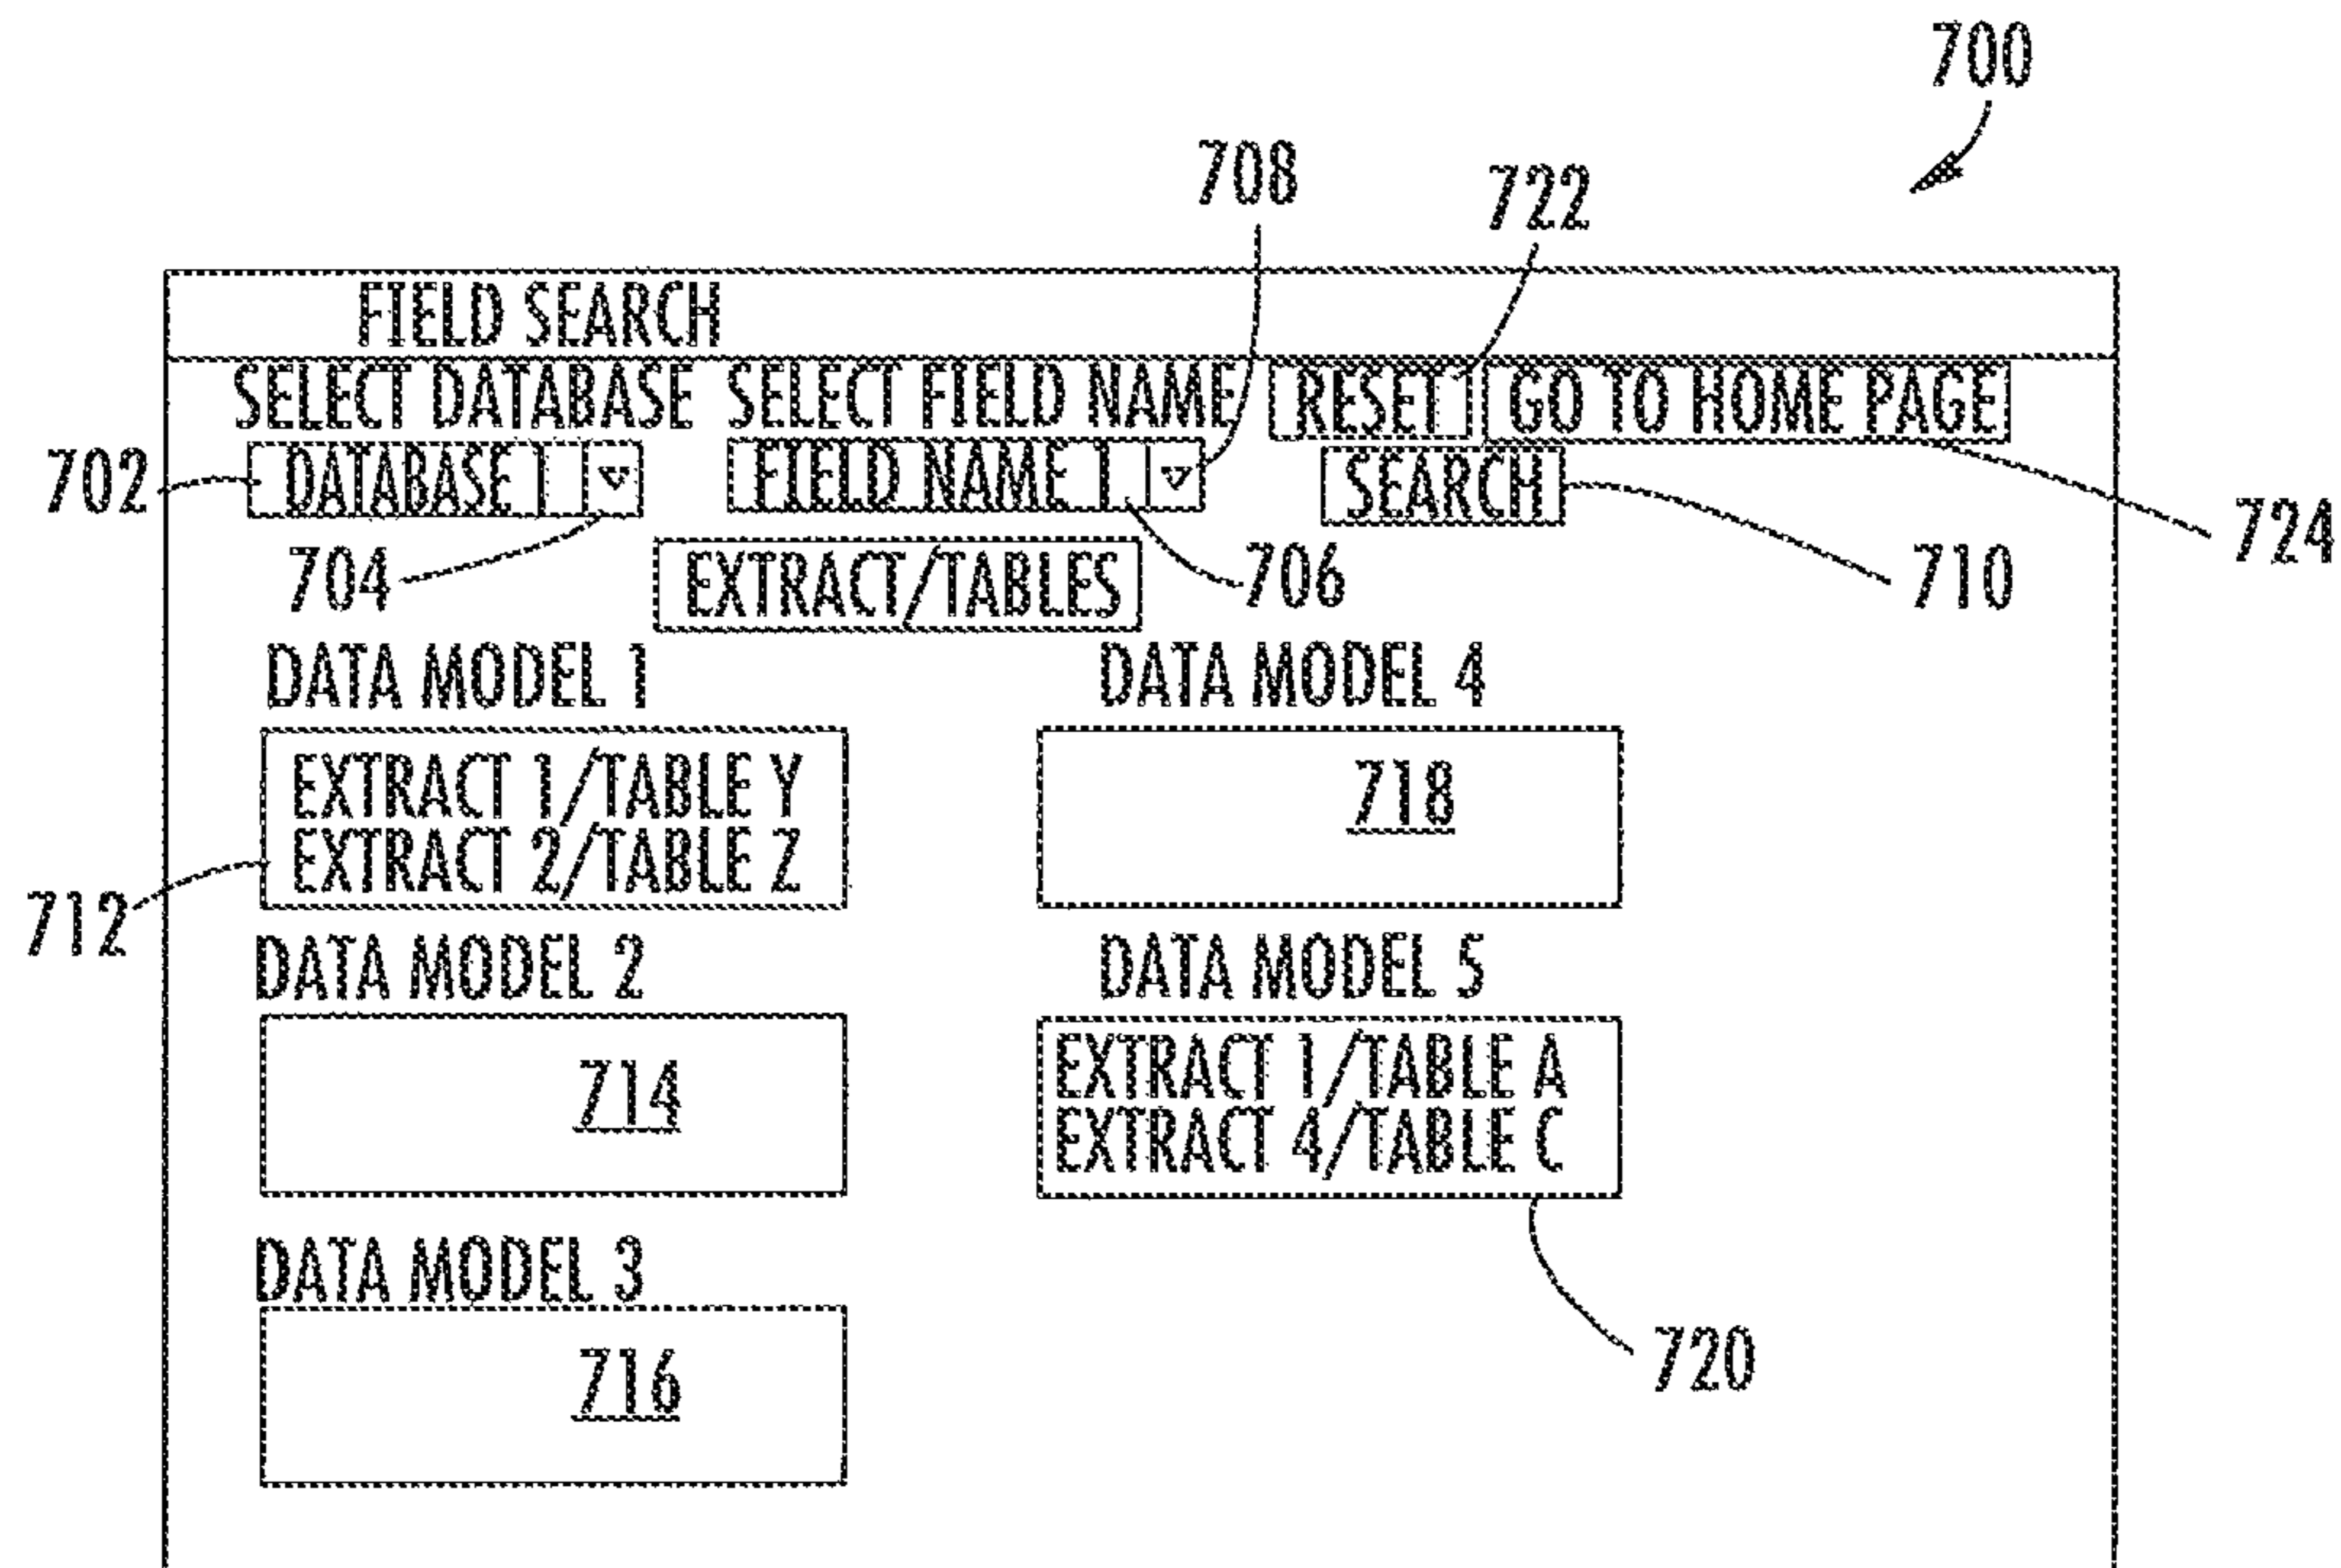 700
708
722
FIELD SEARCH
SELECT DATABASE SELECT FIELD NAME RESET GO TO HOME PAGE
702 DATABASE 1 FIELD NAME 1 SEARCH
704 EXTRACT/TABLES 706 710 724
DATA MODEL 1 DATA MODEL 4
EXTRACT 1/TABLE Y 718
EXTRACT 2/TABLE Z
712
DATA MODEL 2 DATA MODEL 5
714 EXTRACT 1/TABLE A
EXTRACT 4/TABLE C
DATA MODEL 3
716 720